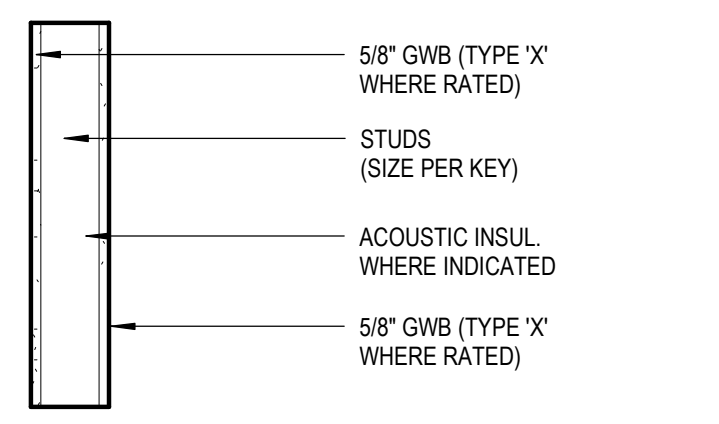 5/8" GWB (TYPE 'X'
WHERE RATED)
STUDS
(SIZE PER KEY)
ACOUSTIC INSUL.
WHERE INDICATED
5/8" GWB (TYPE 'X'
WHERE RATED)